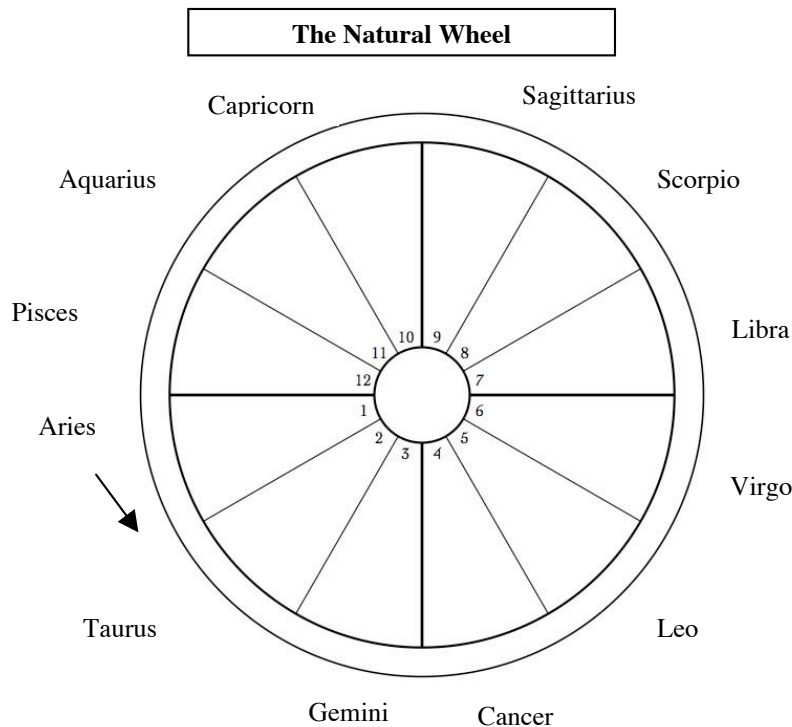 The Natural Wheel
Sagittarius
Capricorn
Aquarius
Scorpio
Pisces
Libra
10 9
11 8
12 7
1 6
2 5
3 4
Aries
Virgo
Taurus
Leo
Gemini
Cancer